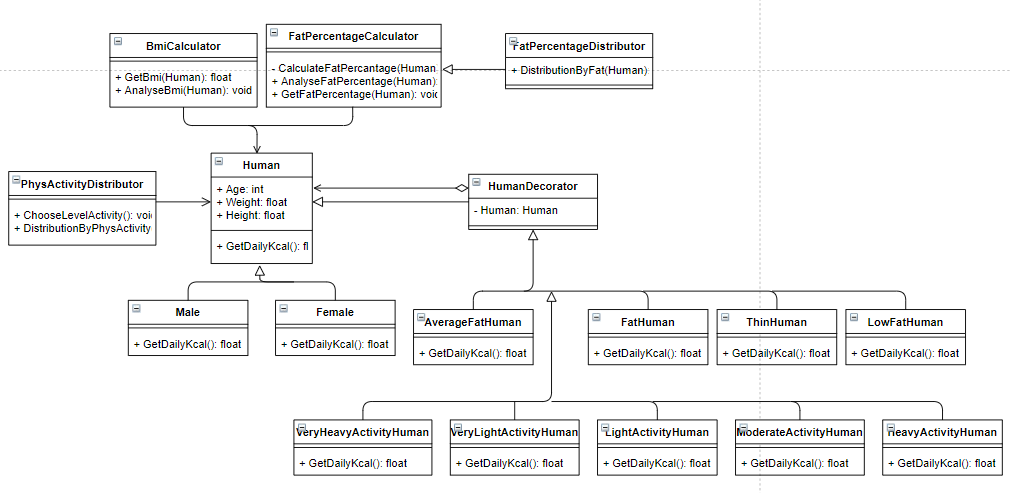 BmiCalculator
+ GetBmi(Human): float
+ AnalyseBmi(Human): void
FatPercentageCalculator
- CalculateFatPercantage(Human
+ AnalyseFatPercentage(Human):
+ GetFatPercentage(Human): void
FatPercentageDistributor
+ DistributionByFat(Human)
PhysActivityDistributor
+ ChooseLevelActivity(): void
+ DistributionByPhysActivity
Human
+ Age: int
+ Weight: float
+ Height: float
+ GetDailyKcal(): fl
HumanDecorator
- Human: Human
Male
+ GetDailyKcal(): float
Female
+ GetDailyKcal(): float
AverageFatHuman
+ GetDailyKcal(): float
FatHuman
+ GetDailyKcal(): float
ThinHuman
+ GetDailyKcal(): float
LowFatHuman
+ GetDailyKcal(): float
VeryHeavyActivityHuman
+ GetDailyKcal(): float
VeryLightActivityHuman
+ GetDailyKcal(): float
LightActivityHuman
+ GetDailyKcal(): float
ModerateActivityHuman
+ GetDailyKcal(): float
HeavyActivityHuman
+ GetDailyKcal(): float